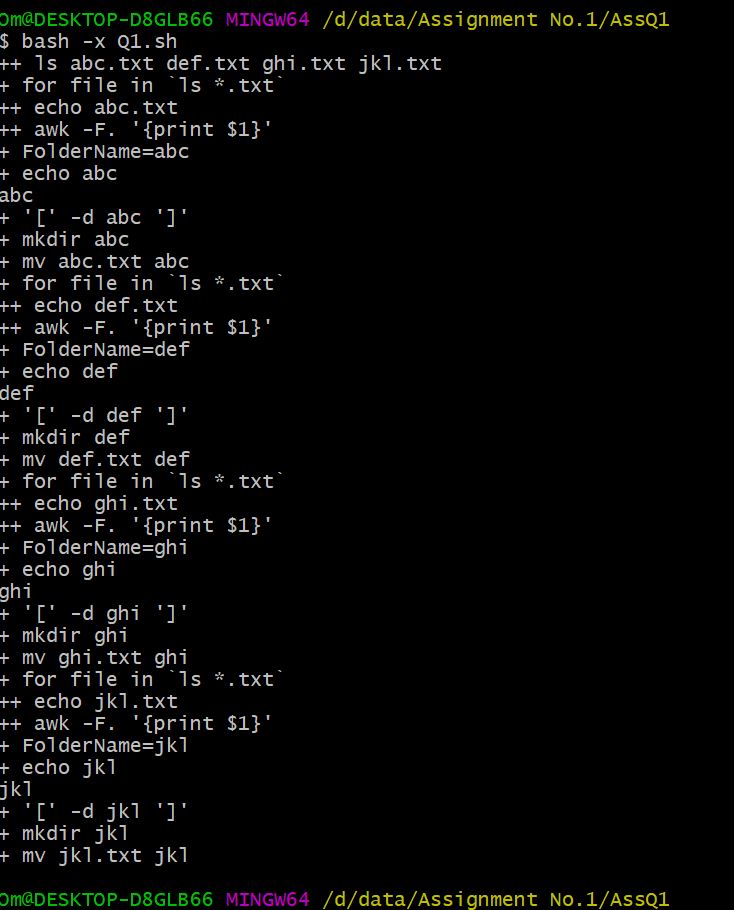 Om@DESKTOP-D8GLB66 MINGW64 /d/data/Assignment No.1/AssQ1
$ bash -x Q1.sh
++ ls abc.txt def.txt ghi.txt jkl.txt
+ for file in `ls *.txt`
++ echo abc.txt
++ awk -F. '{print $1}'
+ FolderName=abc
+ echo abc
abc
+ '[' -d abc ']'
+ mkdir abc
+ mv abc.txt abc
+ for file in `ls *.txt`
++ echo def.txt
++ awk -F. '{print $1}'
+ FolderName=def
+ echo def
def
+ '[' -d def ']'
+ mkdir def
+ mv def.txt def
+ for file in `ls *.txt`
++ echo ghi.txt
++ awk -F. '{print $1}'
+ FolderName=ghi
+ echo ghi
ghi
+ '[' -d ghi ']'
+ mkdir ghi
+ mv ghi.txt ghi
+ for file in `ls *.txt`
++ echo jkl.txt
++ awk -F. '{print $1}'
+ FolderName=jkl
+ echo jkl
jkl
+ '[' -d jkl ']'
+ mkdir jkl
+ mv jkl.txt jkl
Om@DESKTOP-D8GLB66 MINGW64 /d/data/Assignment No.1/AssQ1